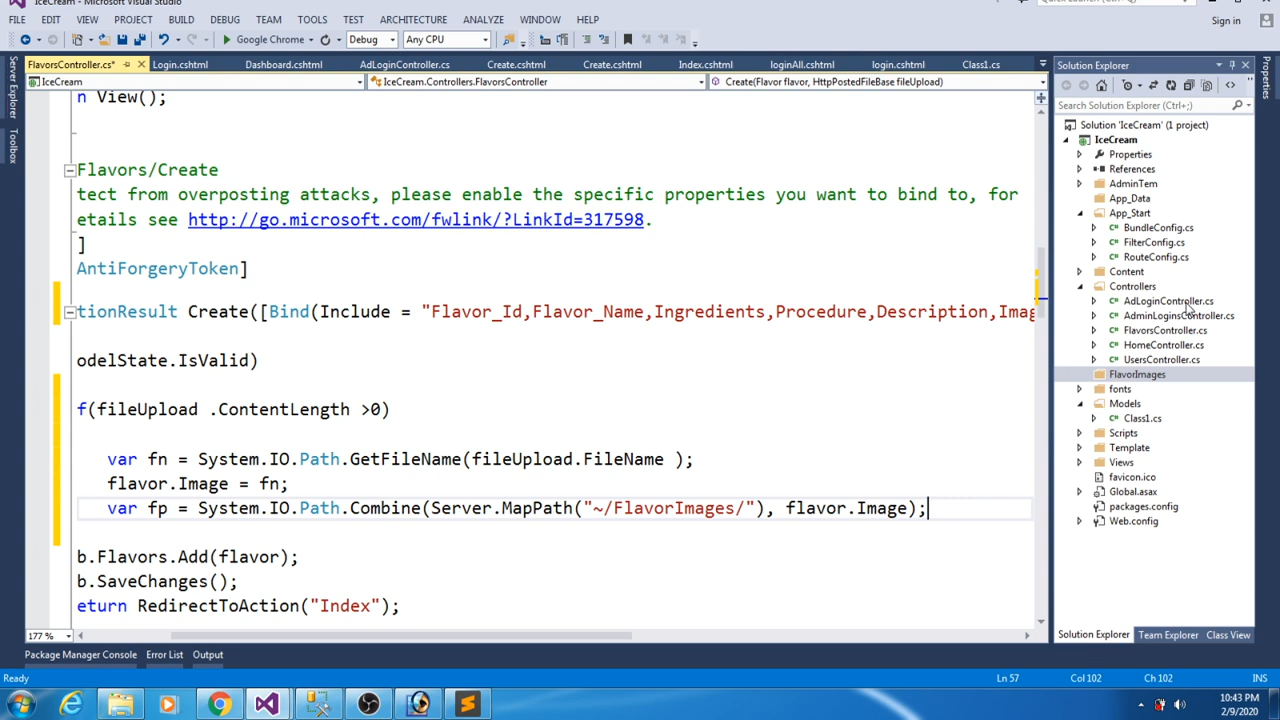 IceCream - Microsoft Visual Studio
Quick Launch (Ctrl+Q)
FILE EDIT VIEW PROJECT BUILD DEBUG TEAM TOOLS TEST ARCHITECTURE ANALYZE WINDOW HELP
Sign in
Google Chrome Debug Any CPU
Server Explorer
Toolbox
FlavorsController.cs* Login.cshtml Dashboard.cshtml AdLoginController.cs Create.cshtml Create.cshtml Index.cshtml loginAll.cshtml login.cshtml Class1.cs
IceCream IceCream.Controllers.FlavorsController Create(Flavor flavor, HttpPostedFileBase fileUpload)
n View();
Flavors/Create
tect from overposting attacks, please enable the specific properties you want to bind to, for
etails see http://go.microsoft.com/fwlink/?LinkId=317598.
]
AntiForgeryToken]
tionResult Create([Bind(Include = "Flavor_Id,Flavor_Name,Ingredients,Procedure,Description,Imag
odelState.IsValid)
f(fileUpload .ContentLength >0)
var fn = System.IO.Path.GetFileName(fileUpload.FileName );
flavor.Image = fn;
var fp = System.IO.Path.Combine(Server.MapPath("~/FlavorImages/"), flavor.Image);
b.Flavors.Add(flavor);
b.SaveChanges();
eturn RedirectToAction("Index");
177 %
Solution Explorer
Search Solution Explorer (Ctrl+;)
Solution 'IceCream' (1 project)
IceCream
Properties
References
AdminTem
App_Data
App_Start
BundleConfig.cs
FilterConfig.cs
RouteConfig.cs
Content
Controllers
AdLoginController.cs
AdminLoginsController.cs
FlavorsController.cs
HomeController.cs
UsersController.cs
FlavorImages
fonts
Models
Class1.cs
Scripts
Template
Views
favicon.ico
Global.asax
packages.config
Web.config
Solution Explorer Team Explorer Class View
Properties
Package Manager Console Error List Output
Ready Ln 57 Col 102 Ch 102 INS
10:43 PM
2/9/2020